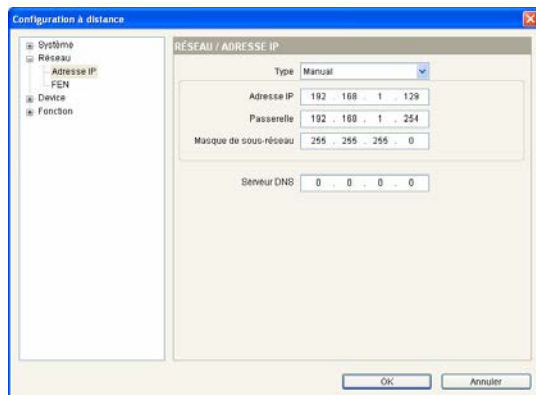 Configuration à distance
Système
Réseau
Adresse IP
FEN
Device
Fonction
RÉSEAU / ADRESSE IP
Type Manual
Adresse IP 192 . 168 . 1 . 129
Passerelle 192 . 168 . 1 . 254
Masque de sous-réseau 255 . 255 . 255 . 0
Serveur DNS 0 . 0 . 0 . 0
OK Annuler